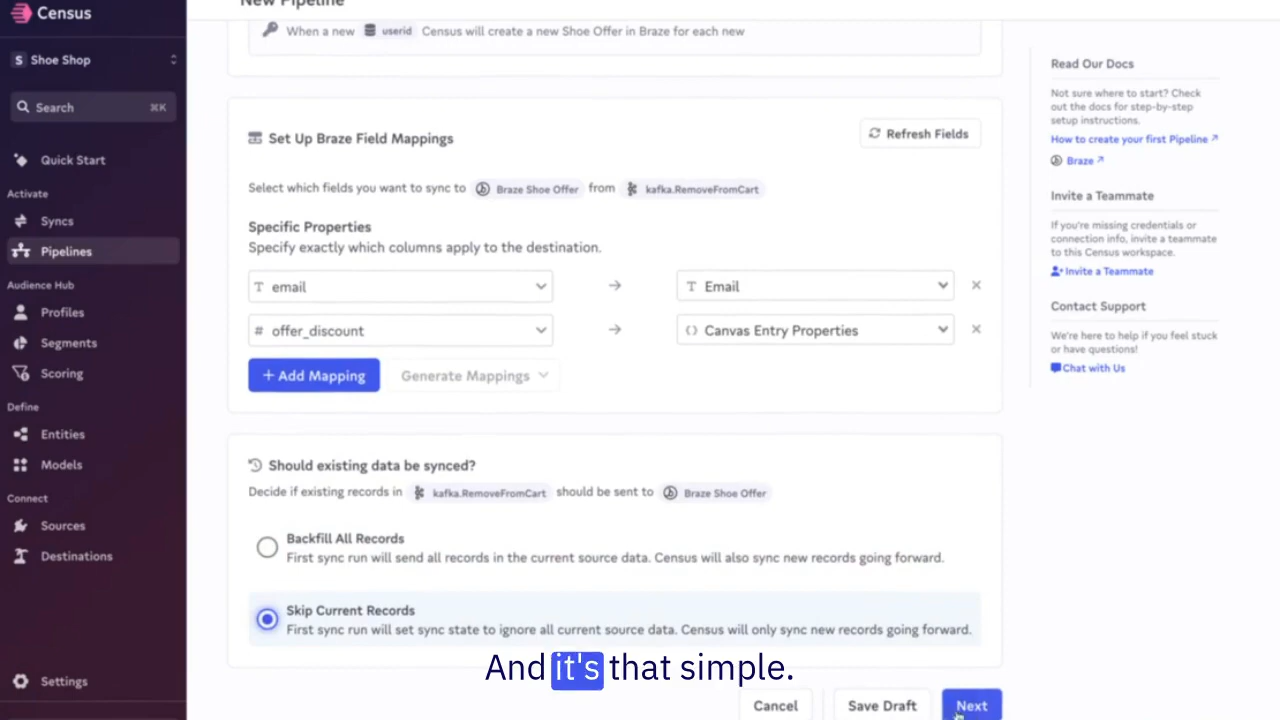 New Pipeline
Census
S Shoe Shop
Search ⌘K
Quick Start
Activate
Syncs
Pipelines
Audience Hub
Profiles
Segments
Scoring
Define
Entities
Models
Connect
Sources
Destinations
Settings
When a new userid Census will create a new Shoe Offer in Braze for each new
Set Up Braze Field Mappings
Refresh Fields
Select which fields you want to sync to Braze Shoe Offer from kafka.RemoveFromCart
Specific Properties
Specify exactly which columns apply to the destination.
T email → T Email ×
# offer_discount → {} Canvas Entry Properties ×
+ Add Mapping Generate Mappings
Should existing data be synced?
Decide if existing records in kafka.RemoveFromCart should be sent to Braze Shoe Offer
Backfill All Records
First sync run will send all records in the current source data. Census will also sync new records going forward.
Skip Current Records
First sync run will set sync state to ignore all current source data. Census will only sync new records going forward.
And it's that simple.
Cancel Save Draft Next
Read Our Docs
Not sure where to start? Check
out the docs for step-by-step
setup instructions.
How to create your first Pipeline
Braze
Invite a Teammate
If you're missing credentials or
connection info, invite a teammate
to this Census workspace.
Invite a Teammate
Contact Support
We're here to help if you feel stuck
or have questions!
Chat with Us